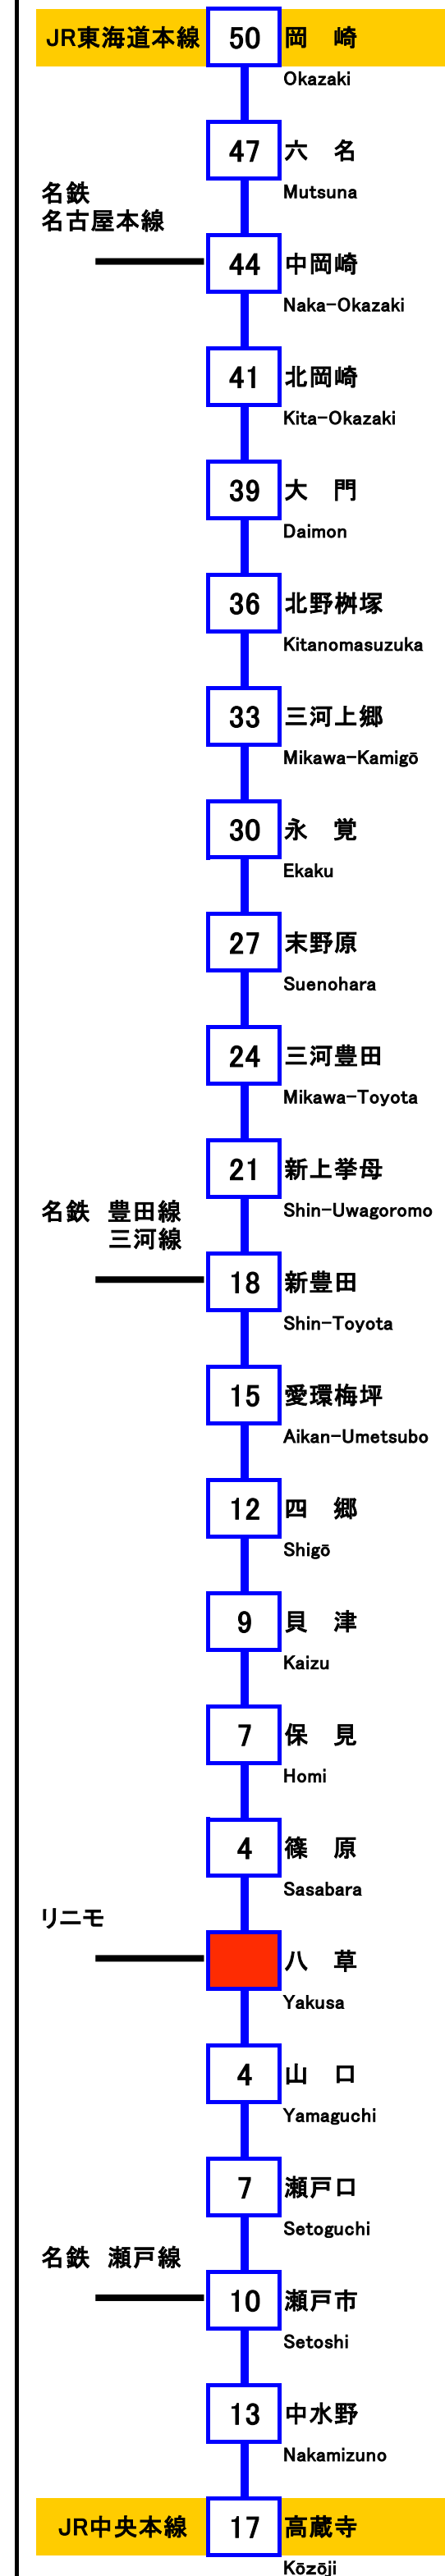 JR東海道本線 50 岡　崎
Okazaki
47 六　名
Mutsuna
名鉄
名古屋本線
44 中岡崎
Naka-Okazaki
41 北岡崎
Kita-Okazaki
39 大　門
Daimon
36 北野桝塚
Kitanomasuzuka
33 三河上郷
Mikawa-Kamigō
30 永　覚
Ekaku
27 末野原
Suenohara
24 三河豊田
Mikawa-Toyota
21 新上挙母
Shin-Uwagoromo
名鉄　豊田線
三河線
18 新豊田
Shin-Toyota
15 愛環梅坪
Aikan-Umetsubo
12 四　郷
Shigō
9 貝　津
Kaizu
7 保　見
Homi
4 篠　原
Sasabara
リニモ
八　草
Yakusa
4 山　口
Yamaguchi
7 瀬戸口
Setoguchi
名鉄　瀬戸線
10 瀬戸市
Setoshi
13 中水野
Nakamizuno
JR中央本線 17 高蔵寺
Kōzōji